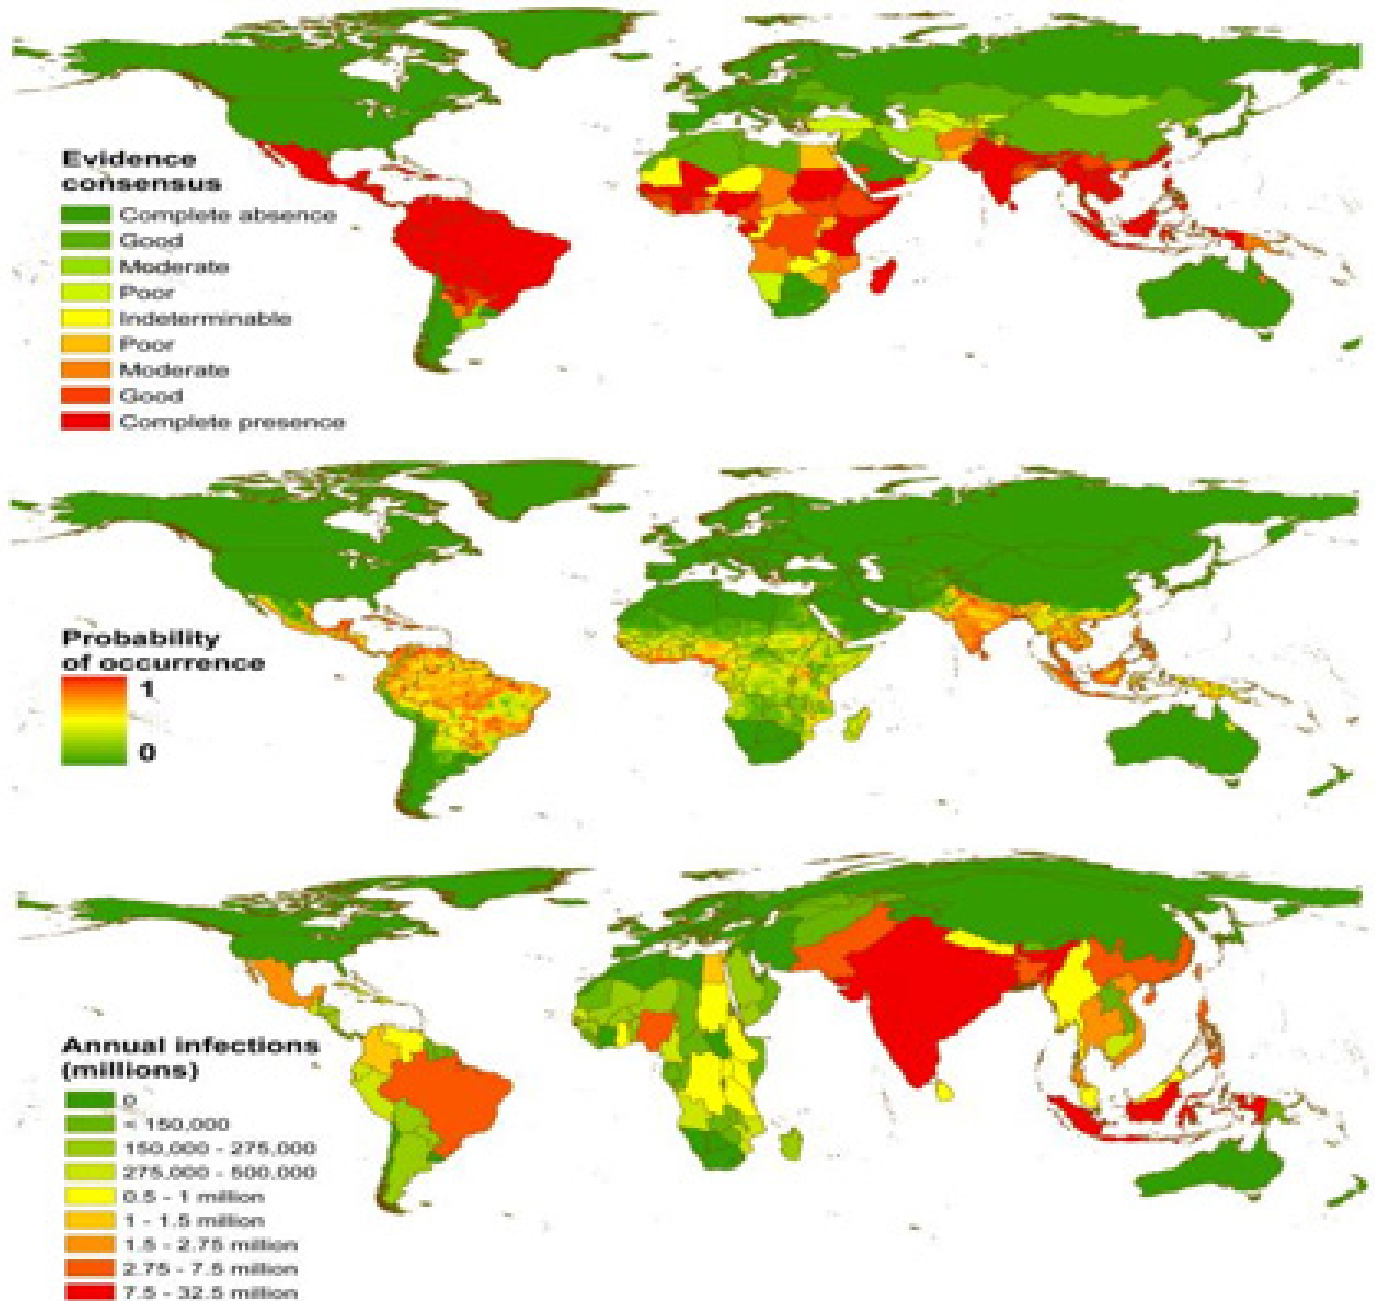 Evidence
consensus
Complete absence
Good
Moderate
Poor
Indeterminable
Poor
Moderate
Good
Complete presence
Probability
of occurrence
1
0
Annual infections
(millions)
0
< 150,000
150,000 - 275,000
275,000 - 500,000
0.5 - 1 million
1 - 1.5 million
1.5 - 2.75 million
2.75 - 7.5 million
7.5 - 32.5 million